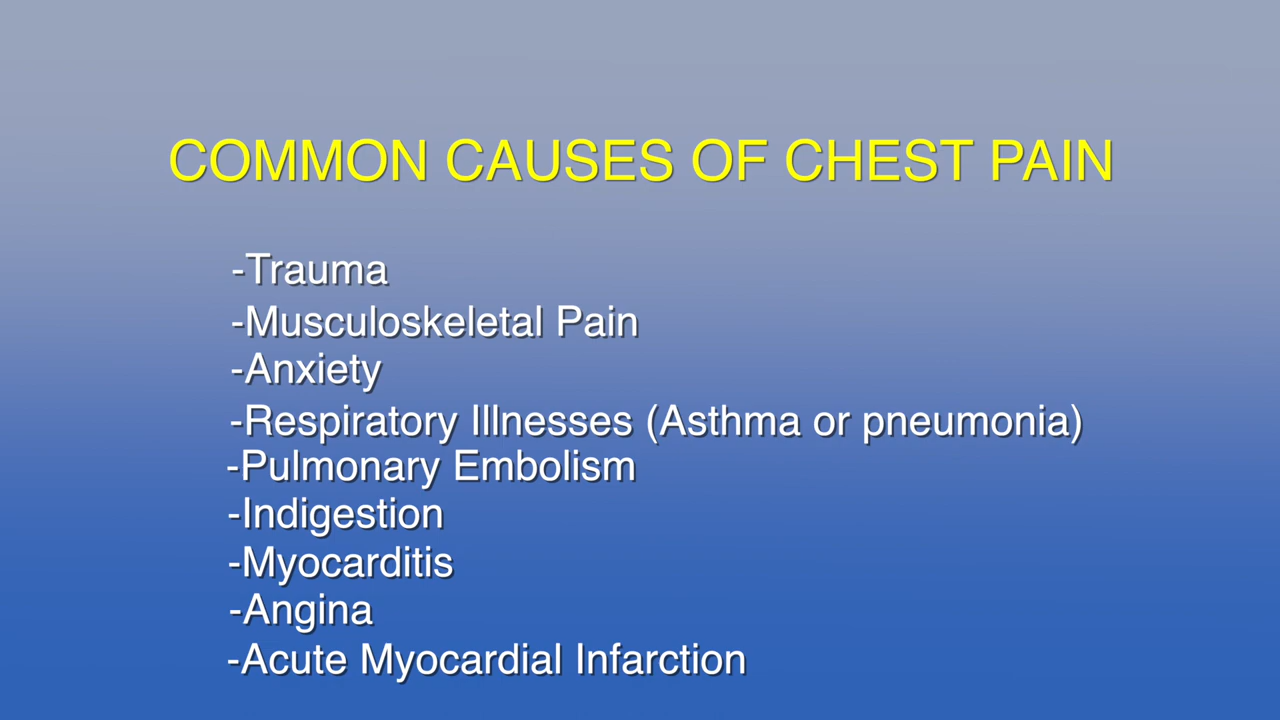 COMMON CAUSES OF CHEST PAIN
-Trauma
-Musculoskeletal Pain
-Anxiety
-Respiratory Illnesses (Asthma or pneumonia)
-Pulmonary Embolism
-Indigestion
-Myocarditis
-Angina
-Acute Myocardial Infarction